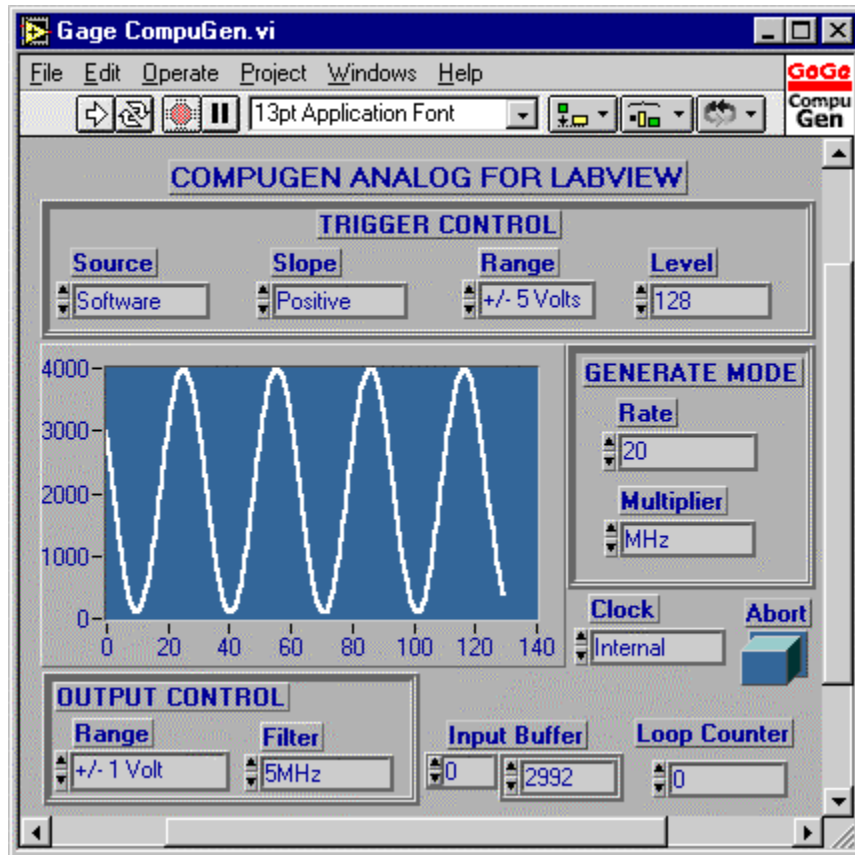 Gage CompuGen.vi
File Edit Operate Project Windows Help
GaGe
Compu
Gen
13pt Application Font
COMPUGEN ANALOG FOR LABVIEW
TRIGGER CONTROL
Source Slope Range Level
Software Positive +/- 5 Volts 128
4000
3000
2000
1000
0
0 20 40 60 80 100 120 140
GENERATE MODE
Rate
20
Multiplier
MHz
Clock
Internal
Abort
OUTPUT CONTROL
Range Filter
+/- 1 Volt 5MHz
Input Buffer
0 2992
Loop Counter
0